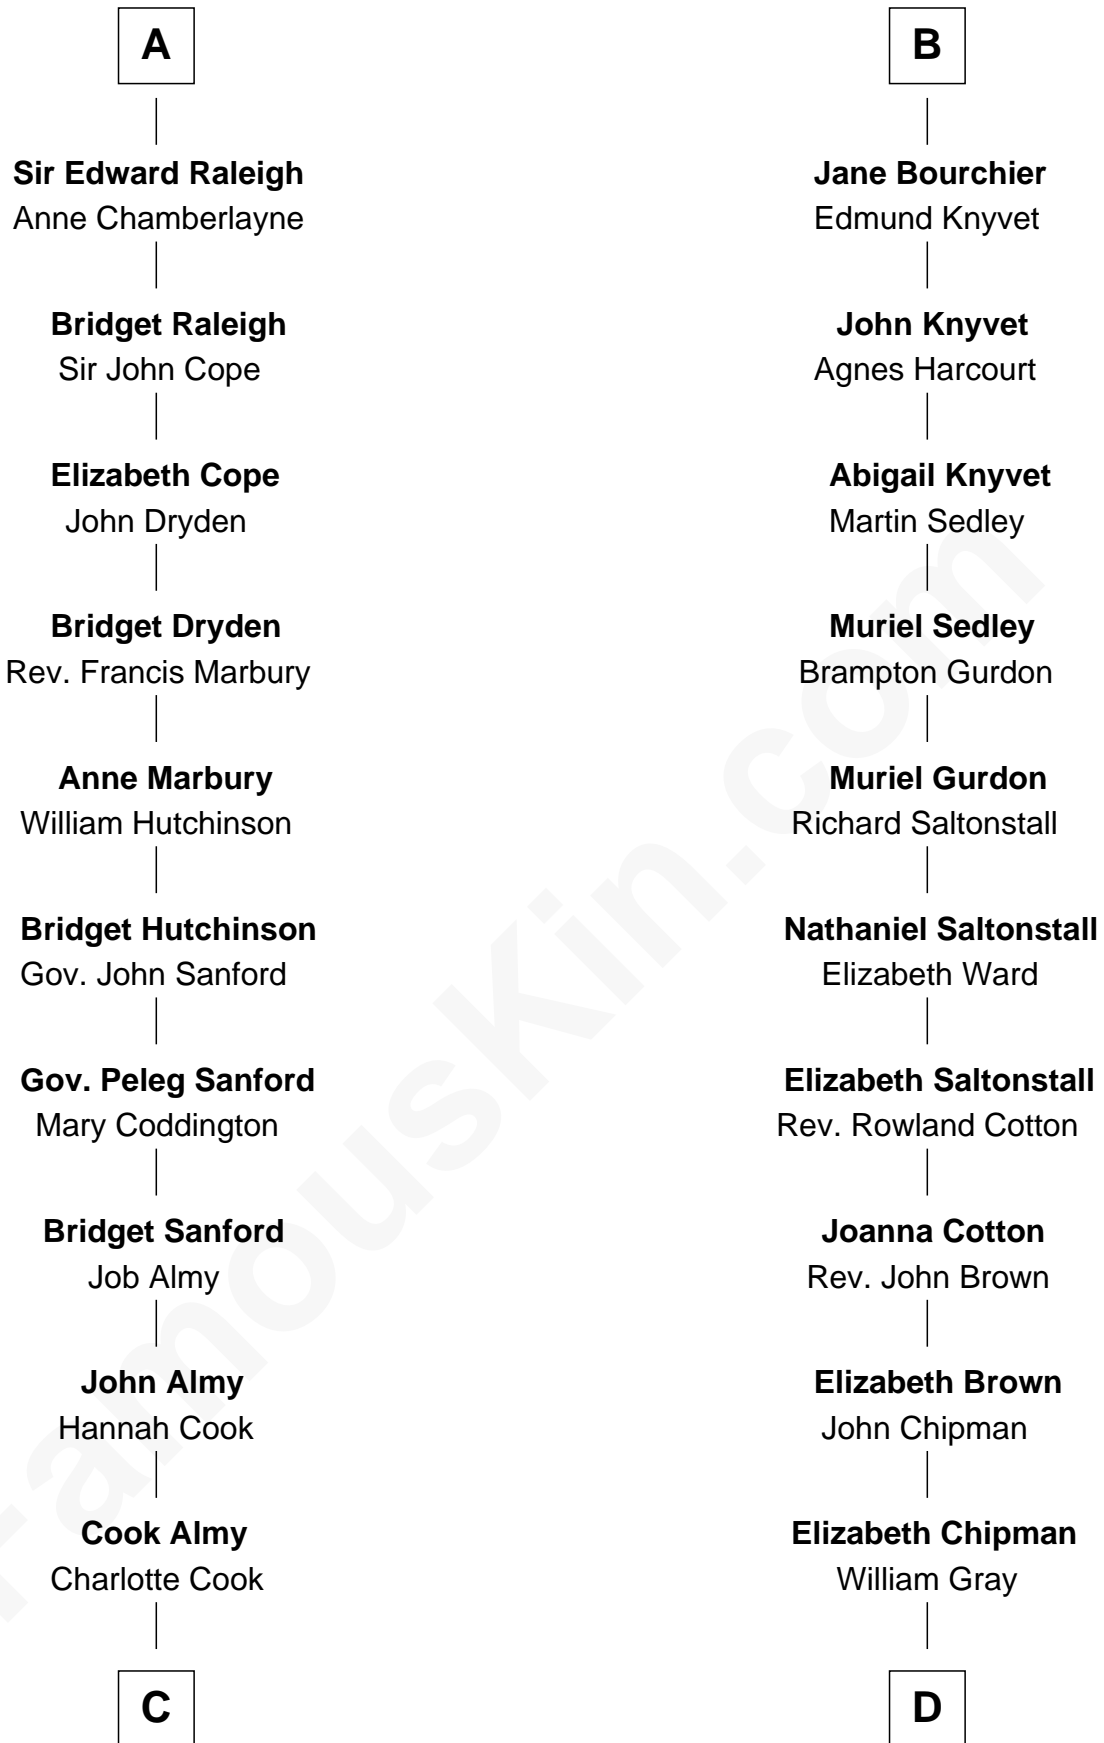 A
Sir Edward Raleigh
Anne Chamberlayne
Bridget Raleigh
Sir John Cope
Elizabeth Cope
John Dryden
Bridget Dryden
Rev. Francis Marbury
Anne Marbury
William Hutchinson
Bridget Hutchinson
Gov. John Sanford
Gov. Peleg Sanford
Mary Coddington
Bridget Sanford
Job Almy
John Almy
Hannah Cook
Cook Almy
Charlotte Cook
C
B
Jane Bourchier
Edmund Knyvet
John Knyvet
Agnes Harcourt
Abigail Knyvet
Martin Sedley
Muriel Sedley
Brampton Gurdon
Muriel Gurdon
Richard Saltonstall
Nathaniel Saltonstall
Elizabeth Ward
Elizabeth Saltonstall
Rev. Rowland Cotton
Joanna Cotton
Rev. John Brown
Elizabeth Brown
John Chipman
Elizabeth Chipman
William Gray
D
FamousKin.com